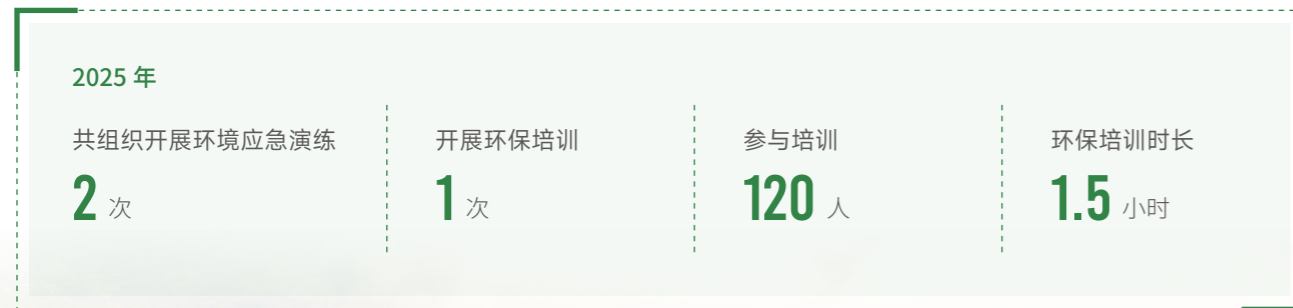 2025 年
共组织开展环境应急演练
2 次
开展环保培训
1 次
参与培训
120 人
环保培训时长
1.5 小时